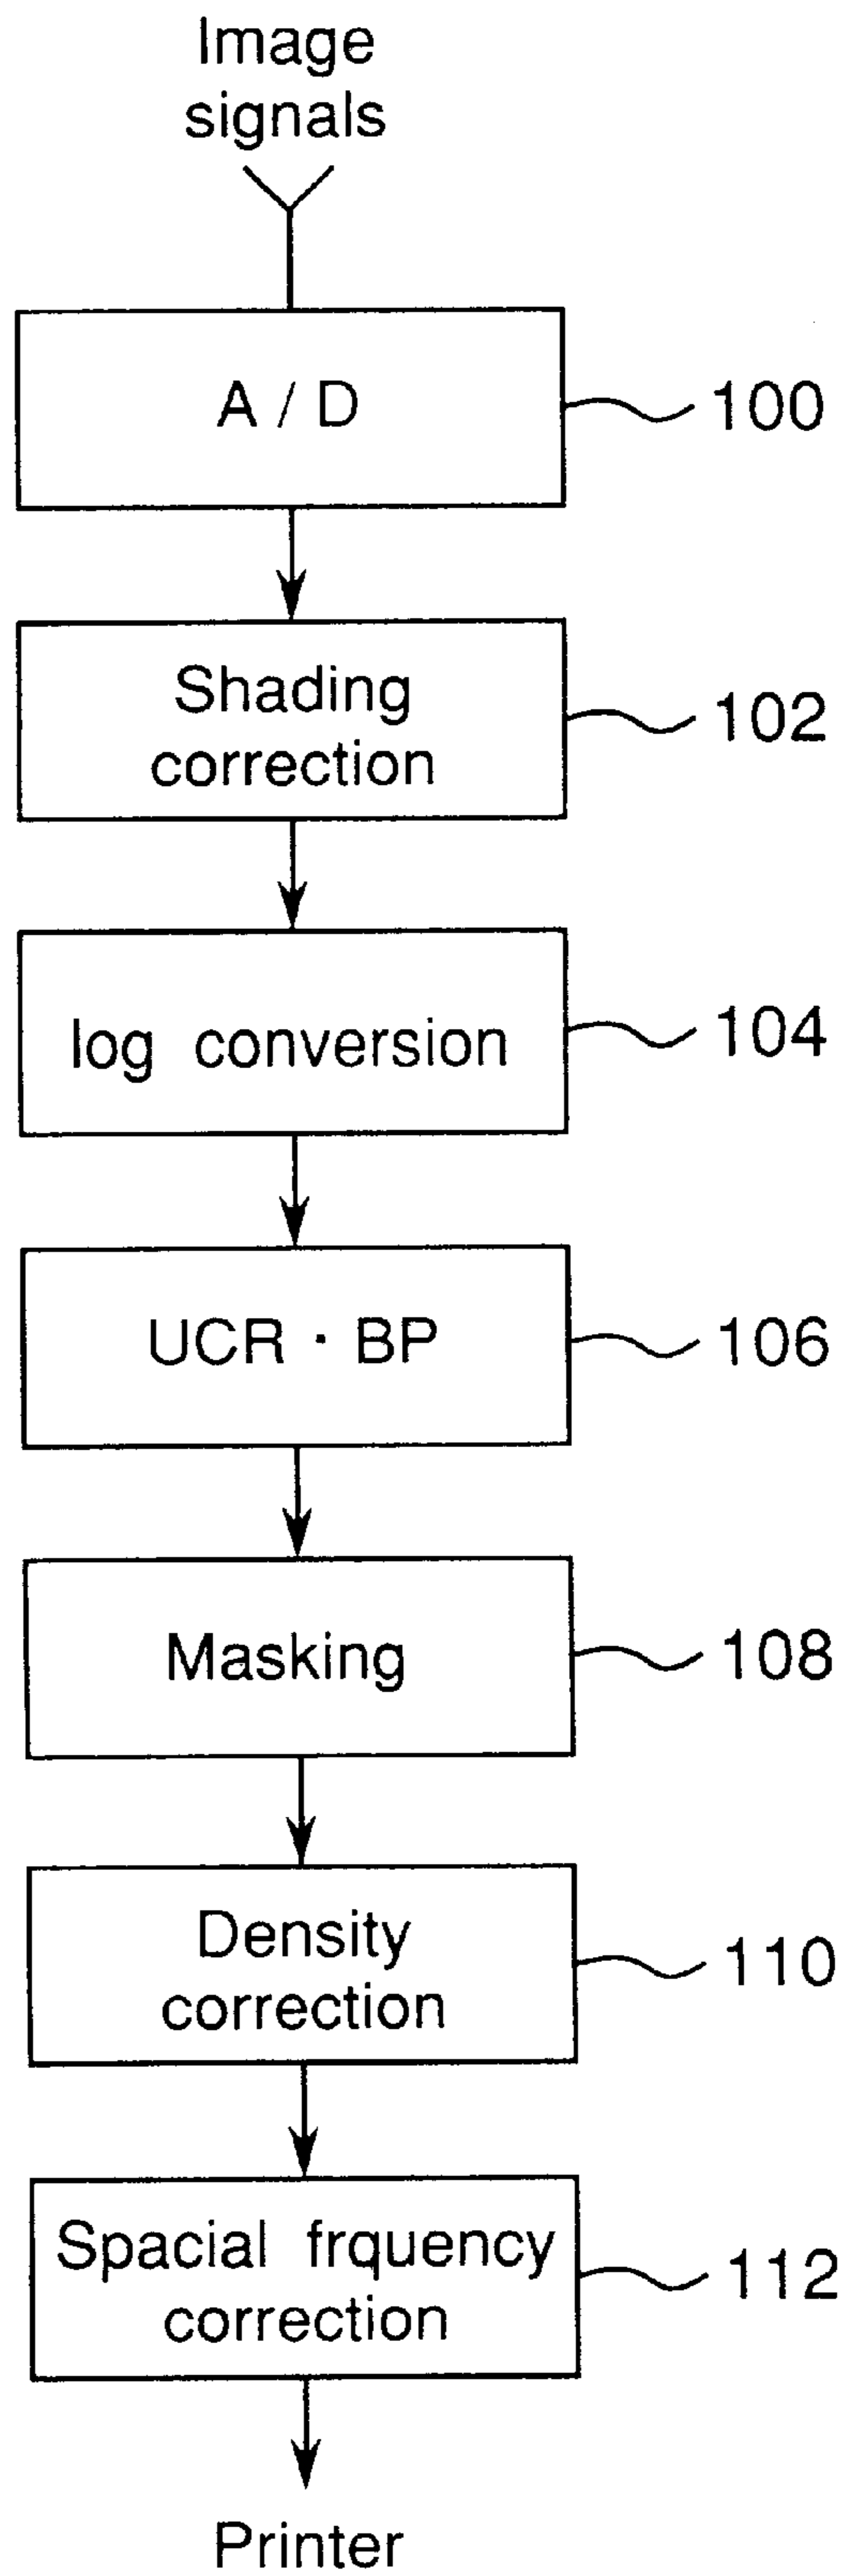 Image
signals
A / D
100
Shading
correction
102
log conversion
104
UCR · BP
106
Masking
108
Density
correction
110
Spacial frquency
correction
112
Printer